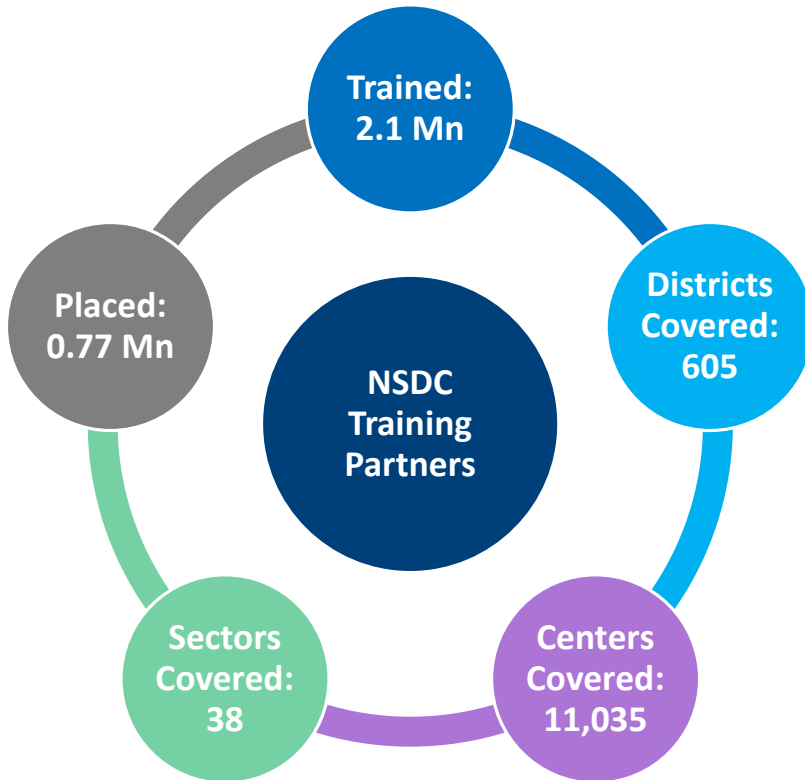 Trained:
2.1 Mn
Districts
Covered:
605
Centers
Covered:
11,035
Sectors
Covered:
38
Placed:
0.77 Mn
NSDC
Training
Partners